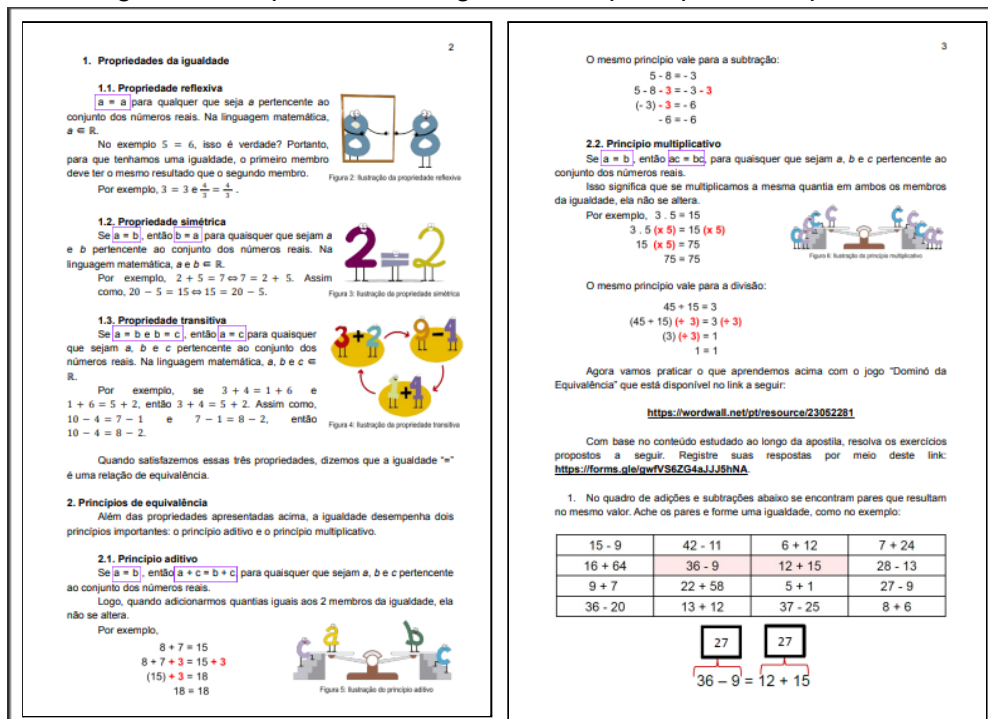 2
1. Propriedades da igualdade
1.1. Propriedade reflexiva
a = a para qualquer que seja a pertencente ao
conjunto dos números reais. Na linguagem matemática,
a ∈ ℝ.
No exemplo 5 = 6, isso é verdade? Portanto,
para que tenhamos uma igualdade, o primeiro membro
deve ter o mesmo resultado que o segundo membro.
Por exemplo, 3 = 3 e 4/3 = 4/3 .
8 8
Figura 2: Ilustração da propriedade reflexiva
1.2. Propriedade simétrica
Se a = b , então b = a para quaisquer que sejam a
e b pertencente ao conjunto dos números reais. Na
linguagem matemática, a e b ∈ ℝ.
Por exemplo, 2 + 5 = 7 ⇔ 7 = 2 + 5. Assim
como, 20 − 5 = 15 ⇔ 15 = 20 − 5.
2=2
Figura 3: Ilustração da propriedade simétrica
1.3. Propriedade transitiva
Se a = b e b = c , então a = c para quaisquer
que sejam a, b e c pertencente ao conjunto dos
números reais. Na linguagem matemática, a, b e c ∈
ℝ.
Por exemplo, se 3 + 4 = 1 + 6 e
1 + 6 = 5 + 2, então 3 + 4 = 5 + 2. Assim como,
10 − 4 = 7 − 1 e 7 − 1 = 8 − 2, então
10 − 4 = 8 − 2.
3+2
9-4
1+4
Figura 4: Ilustração da propriedade transitiva
Quando satisfazemos essas três propriedades, dizemos que a igualdade “=”
é uma relação de equivalência.
2. Princípios de equivalência
Além das propriedades apresentadas acima, a igualdade desempenha dois
princípios importantes: o princípio aditivo e o princípio multiplicativo.
2.1. Princípio aditivo
Se a = b , então a + c = b + c para quaisquer que sejam a, b e c pertencente
ao conjunto dos números reais.
Logo, quando adicionarmos quantias iguais aos 2 membros da igualdade, ela
não se altera.
Por exemplo,
8 + 7 = 15
8 + 7 + 3 = 15 + 3
(15) + 3 = 18
18 = 18
c a b c
Figura 5: Ilustração do princípio aditivo
3
O mesmo princípio vale para a subtração:
5 - 8 = - 3
5 - 8 - 3 = - 3 - 3
(- 3) - 3 = - 6
- 6 = - 6
2.2. Princípio multiplicativo
Se a = b , então ac = bc, para quaisquer que sejam a, b e c pertencente ao
conjunto dos números reais.
Isso significa que se multiplicamos a mesma quantia em ambos os membros
da igualdade, ela não se altera.
Por exemplo, 3 . 5 = 15
3 . 5 (x 5) = 15 (x 5)
15 (x 5) = 75
75 = 75
Figura 6: Ilustração do princípio multiplicativo
O mesmo princípio vale para a divisão:
45 ÷ 15 = 3
(45 ÷ 15) (÷ 3) = 3 (÷ 3)
(3) (÷ 3) = 1
1 = 1
Agora vamos praticar o que aprendemos acima com o jogo “Dominó da
Equivalência” que está disponível no link a seguir:
https://wordwall.net/pt/resource/23052281
Com base no conteúdo estudado ao longo da apostila, resolva os exercícios
propostos a seguir. Registre suas respostas por meio deste link:
https://forms.gle/gwfVS6ZG4aJJJ5hNA.
1. No quadro de adições e subtrações abaixo se encontram pares que resultam
no mesmo valor. Ache os pares e forme uma igualdade, como no exemplo:
15 - 9 42 - 11 6 + 12 7 + 24
16 + 64 36 - 9 12 + 15 28 - 13
9 + 7 22 + 58 5 + 1 27 - 9
36 - 20 13 + 12 37 - 25 8 + 6
27 27
36 – 9 = 12 + 15